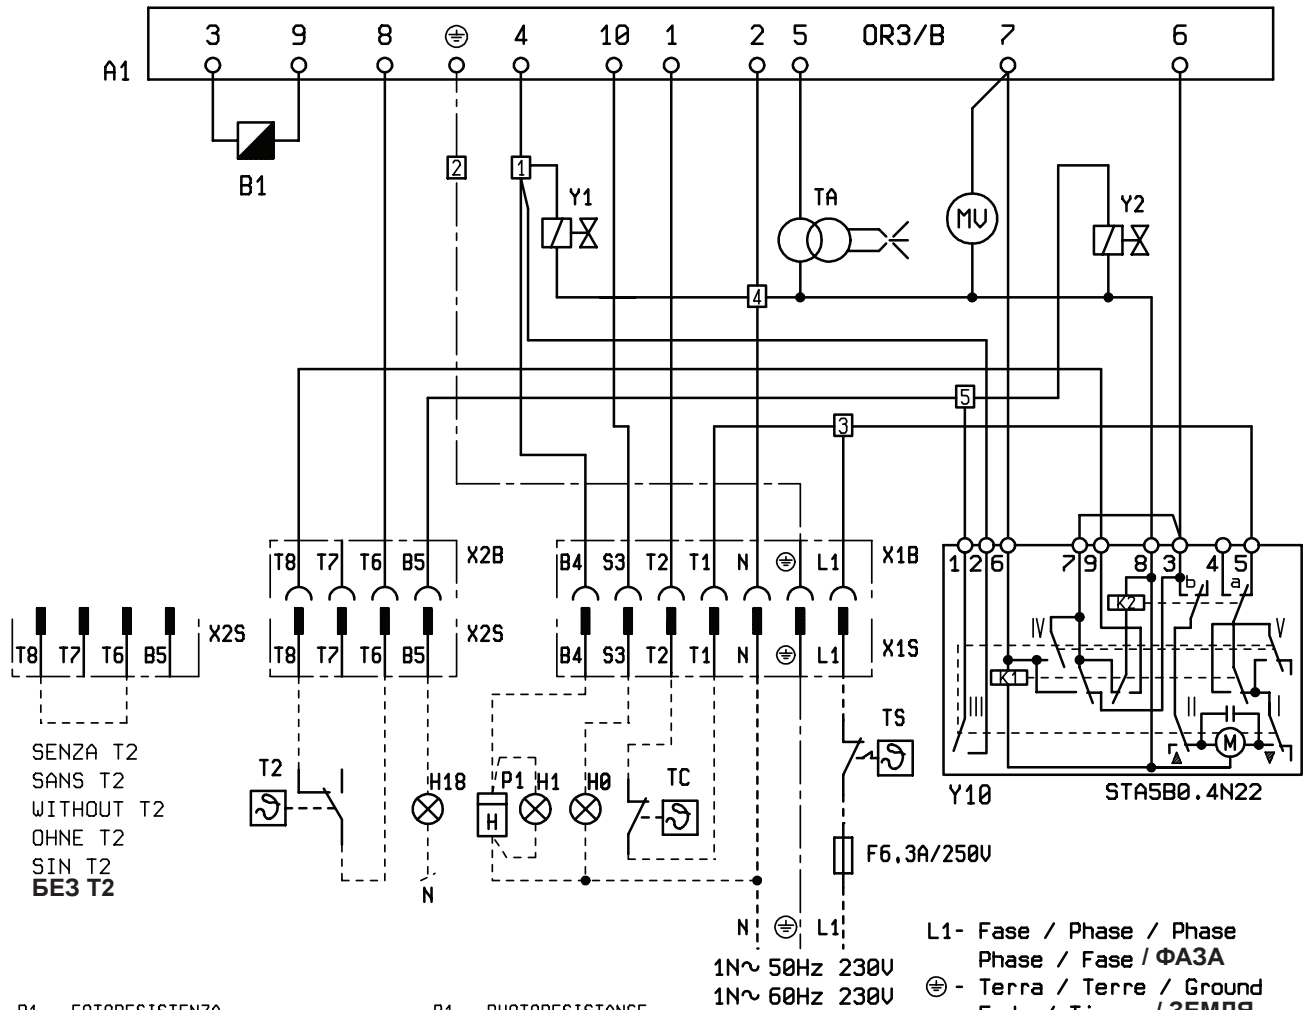 3 9 8 4 10 1 2 5 OR3/B 7 6
A1
2 1
B1 Y1 TA MV Y2
4
5
3
T8 T7 T6 B5 X2B B4 S3 T2 T1 N L1 X1B
1 2 6 7 9 8 3 4 5
b a
K2
X2S X2S X1S
T8 T7 T6 B5 T8 T7 T6 B5 B4 S3 T2 T1 N L1
IV V
K1
III II I
M
SENZA T2
SANS T2
WITHOUT T2
OHNE T2
SIN T2
БЕЗ T2
T2 H18 P1 H1 H0 TC TS
H
Y10 STA5B0.4N22
F6,3A/250V
N
N L1
1N~ 50Hz 230V
1N~ 60Hz 230V
L1- Fase / Phase / Phase
Phase / Fase / ФАЗА
- Terra / Terre / Ground
/ ЗЕМЛЯ